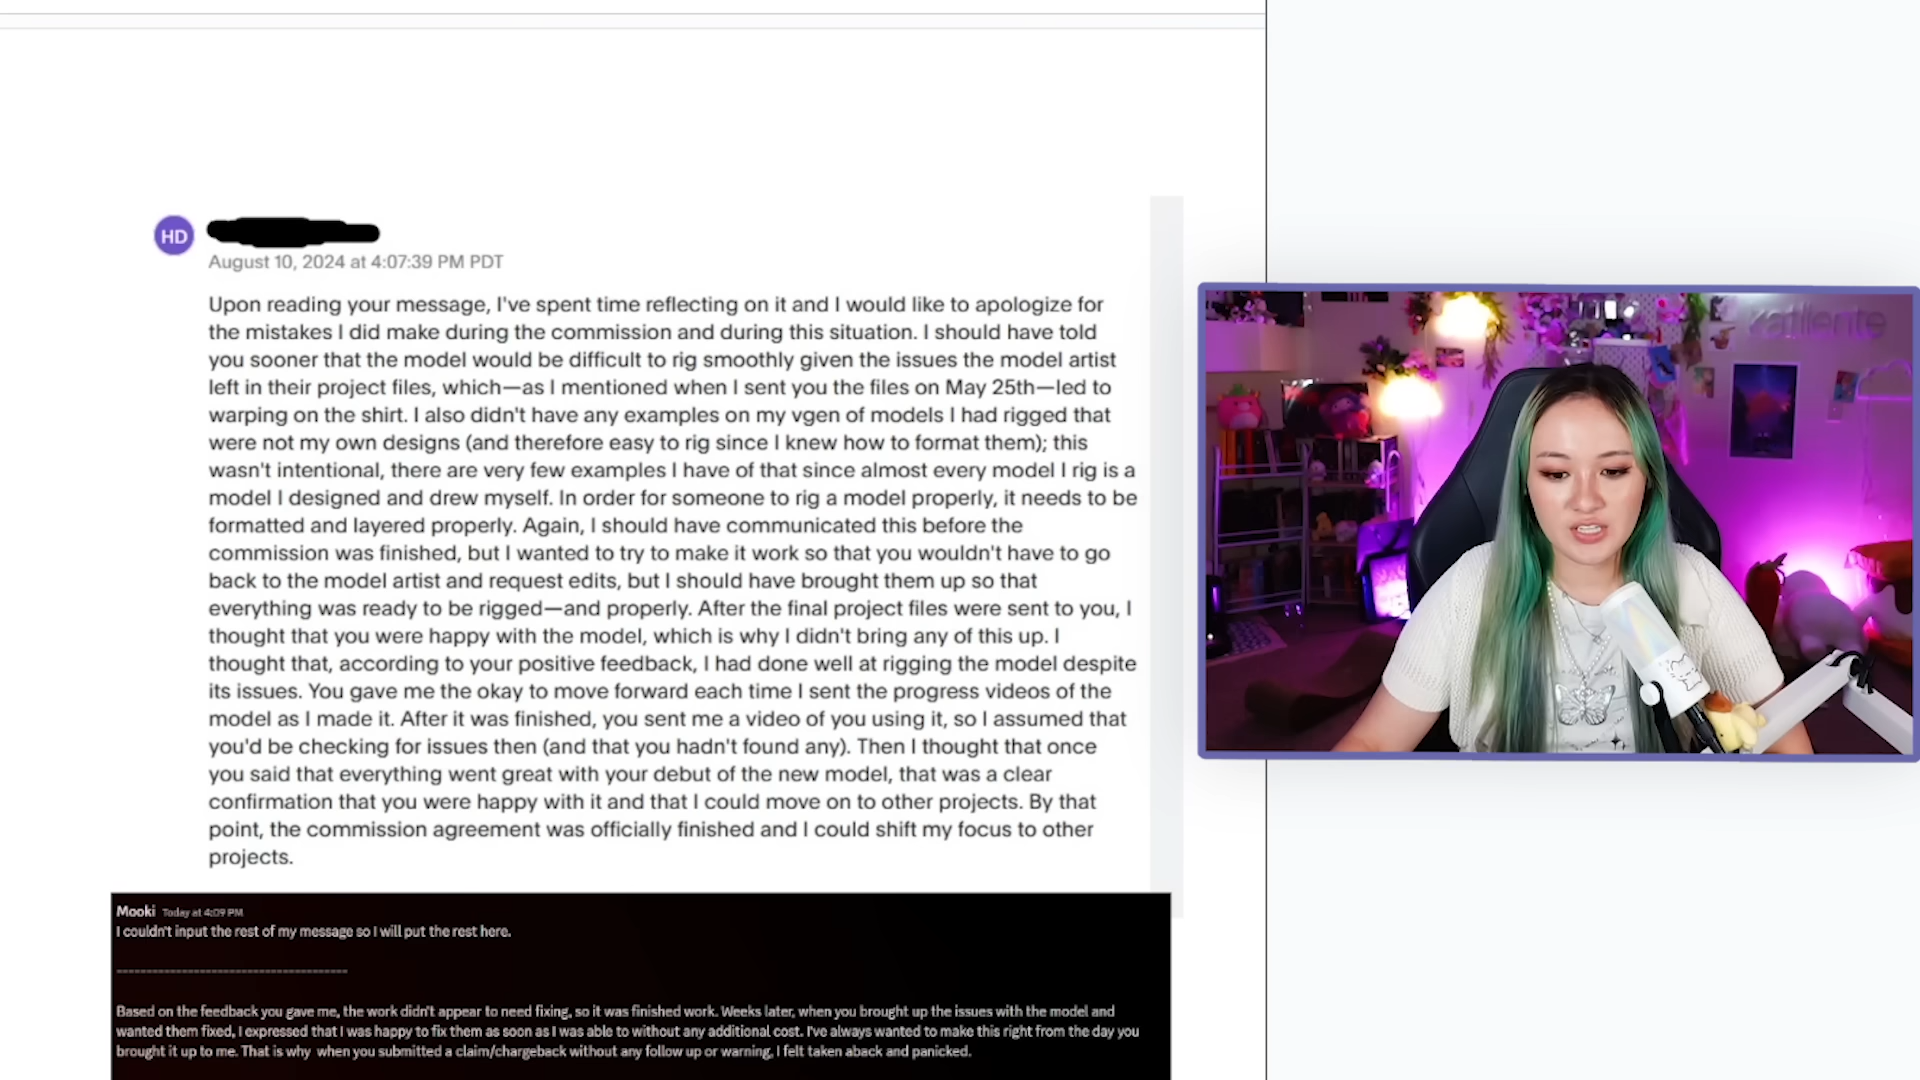 HD
August 10, 2024 at 4:07:39 PM PDT
Upon reading your message, I've spent time reflecting on it and I would like to apologize for
the mistakes I did make during the commission and during this situation. I should have told
you sooner that the model would be difficult to rig smoothly given the issues the model artist
left in their project files, which—as I mentioned when I sent you the files on May 25th—led to
warping on the shirt. I also didn't have any examples on my vgen of models I had rigged that
were not my own designs (and therefore easy to rig since I knew how to format them); this
wasn't intentional, there are very few examples I have of that since almost every model I rig is a
model I designed and drew myself. In order for someone to rig a model properly, it needs to be
formatted and layered properly. Again, I should have communicated this before the
commission was finished, but I wanted to try to make it work so that you wouldn't have to go
back to the model artist and request edits, but I should have brought them up so that
everything was ready to be rigged—and properly. After the final project files were sent to you, I
thought that you were happy with the model, which is why I didn't bring any of this up. I
thought that, according to your positive feedback, I had done well at rigging the model despite
its issues. You gave me the okay to move forward each time I sent the progress videos of the
model as I made it. After it was finished, you sent me a video of you using it, so I assumed that
you'd be checking for issues then (and that you hadn't found any). Then I thought that once
you said that everything went great with your debut of the new model, that was a clear
confirmation that you were happy with it and that I could move on to other projects. By that
point, the commission agreement was officially finished and I could shift my focus to other
projects.
Mooki Today at 4:09 PM
I couldn't input the rest of my message so I will put the rest here.
---------------------------------------
Based on the feedback you gave me, the work didn't appear to need fixing, so it was finished work. Weeks later, when you brought up the issues with the model and
wanted them fixed, I expressed that I was happy to fix them as soon as I was able to without any additional cost. I've always wanted to make this right from the day you
brought it up to me. That is why when you submitted a claim/chargeback without any follow up or warning, I felt taken aback and panicked.